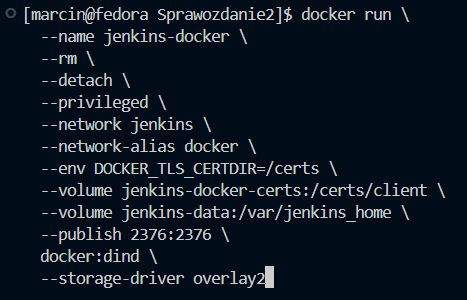 [marcin@fedora Sprawozdanie2]$ docker run \
--name jenkins-docker \
--rm \
--detach \
--privileged \
--network jenkins \
--network-alias docker \
--env DOCKER_TLS_CERTDIR=/certs \
--volume jenkins-docker-certs:/certs/client \
--volume jenkins-data:/var/jenkins_home \
--publish 2376:2376 \
docker:dind \
--storage-driver overlay2